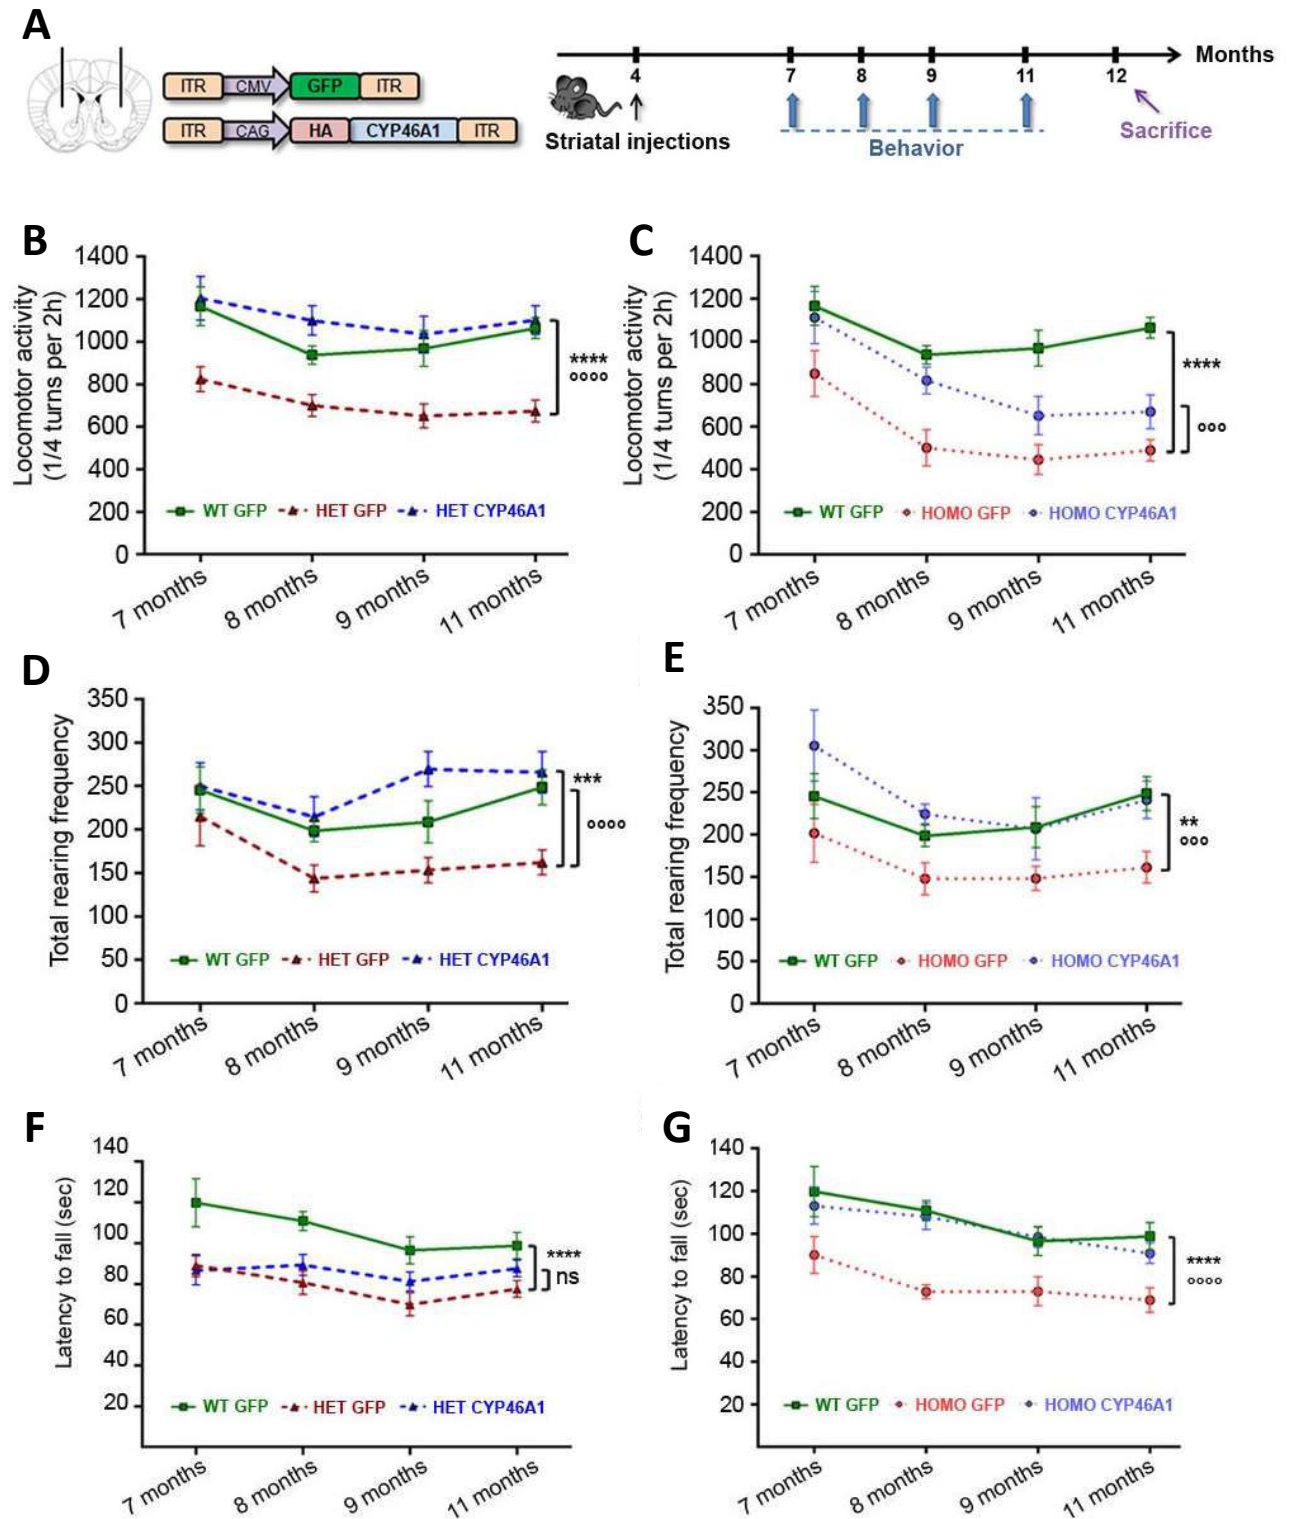 A
ITR CMV GFP ITR
ITR CAG HA CYP46A1 ITR
4 7 8 9 11 12 Months
Striatal injections
Behavior
Sacrifice
B
Locomotor activity
(1/4 turns per 2h)
1400
1200
1000
800
600
400
200
0
****
°°°°
WT GFP HET GFP HET CYP46A1
7 months 8 months 9 months 11 months
C
Locomotor activity
(1/4 turns per 2h)
1400
1200
1000
800
600
400
200
0
****
°°°
WT GFP HOMO GFP HOMO CYP46A1
7 months 8 months 9 months 11 months
D
Total rearing frequency
350
300
250
200
150
100
50
0
***
°°°°
WT GFP HET GFP HET CYP46A1
7 months 8 months 9 months 11 months
E
Total rearing frequency
350
300
250
200
150
100
50
0
**
°°°
WT GFP HOMO GFP HOMO CYP46A1
7 months 8 months 9 months 11 months
F
Latency to fall (sec)
140
120
100
80
60
40
20
****
ns
WT GFP HET GFP HET CYP46A1
7 months 8 months 9 months 11 months
G
Latency to fall (sec)
140
120
100
80
60
40
20
****
°°°°
WT GFP HOMO GFP HOMO CYP46A1
7 months 8 months 9 months 11 months